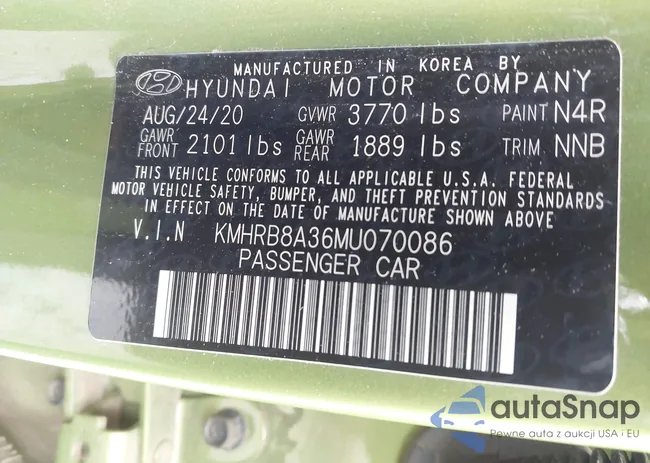 MANUFACTURED IN KOREA BY
HYUNDAI MOTOR COMPANY
AUG/24/20 GVWR 3770 lbs PAINT N4R
GAWR FRONT 2101 lbs GAWR REAR 1889 lbs TRIM NNB
THIS VEHICLE CONFORMS TO ALL APPLICABLE U.S.A. FEDERAL
MOTOR VEHICLE SAFETY, BUMPER, AND THEFT PREVENTION STANDARDS
IN EFFECT ON THE DATE OF MANUFACTURE SHOWN ABOVE
V.I.N KMHRB8A36MU070086
PASSENGER CAR
autaSnap
Pewne auta z aukcji USA i EU